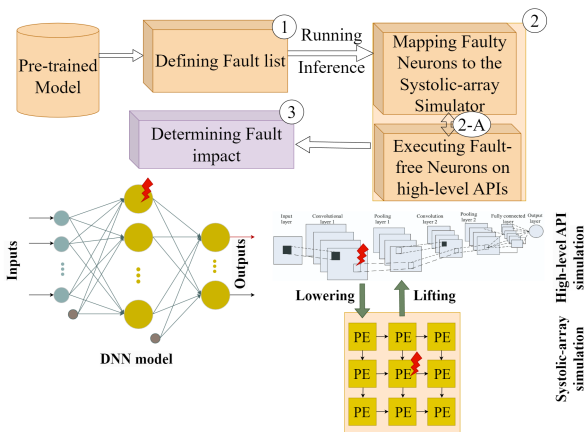 Pre-trained
Model
1
Defining Fault list
Running
Inference
2
Mapping Faulty
Neurons to the
Systolic-array
Simulator
2-A
Executing Fault-
free Neurons on
high-level APIs
3
Determining Fault
impact
Inputs
Outputs
DNN model
Input
layer
Convolutional
layer 1
Pooling
layer 1
Convolution
layer 2
Pooling
layer 2
Fully connected
layer
Output
layer
High-level API
simulation
Lowering
Lifting
PE PE PE
PE PE PE
PE PE PE
Systolic-array
simulation